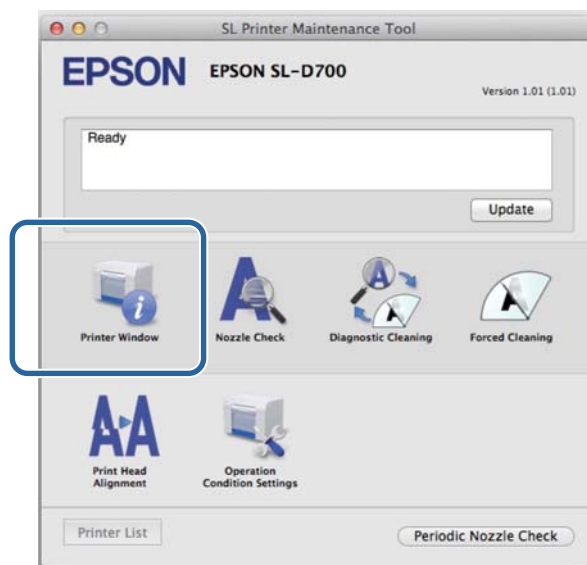 SL Printer Maintenance Tool
EPSON EPSON SL-D700
Version 1.01 (1.01)
Ready
Update
Printer Window
Nozzle Check
Diagnostic Cleaning
Forced Cleaning
Print Head
Alignment
Operation
Condition Settings
Printer List
Periodic Nozzle Check